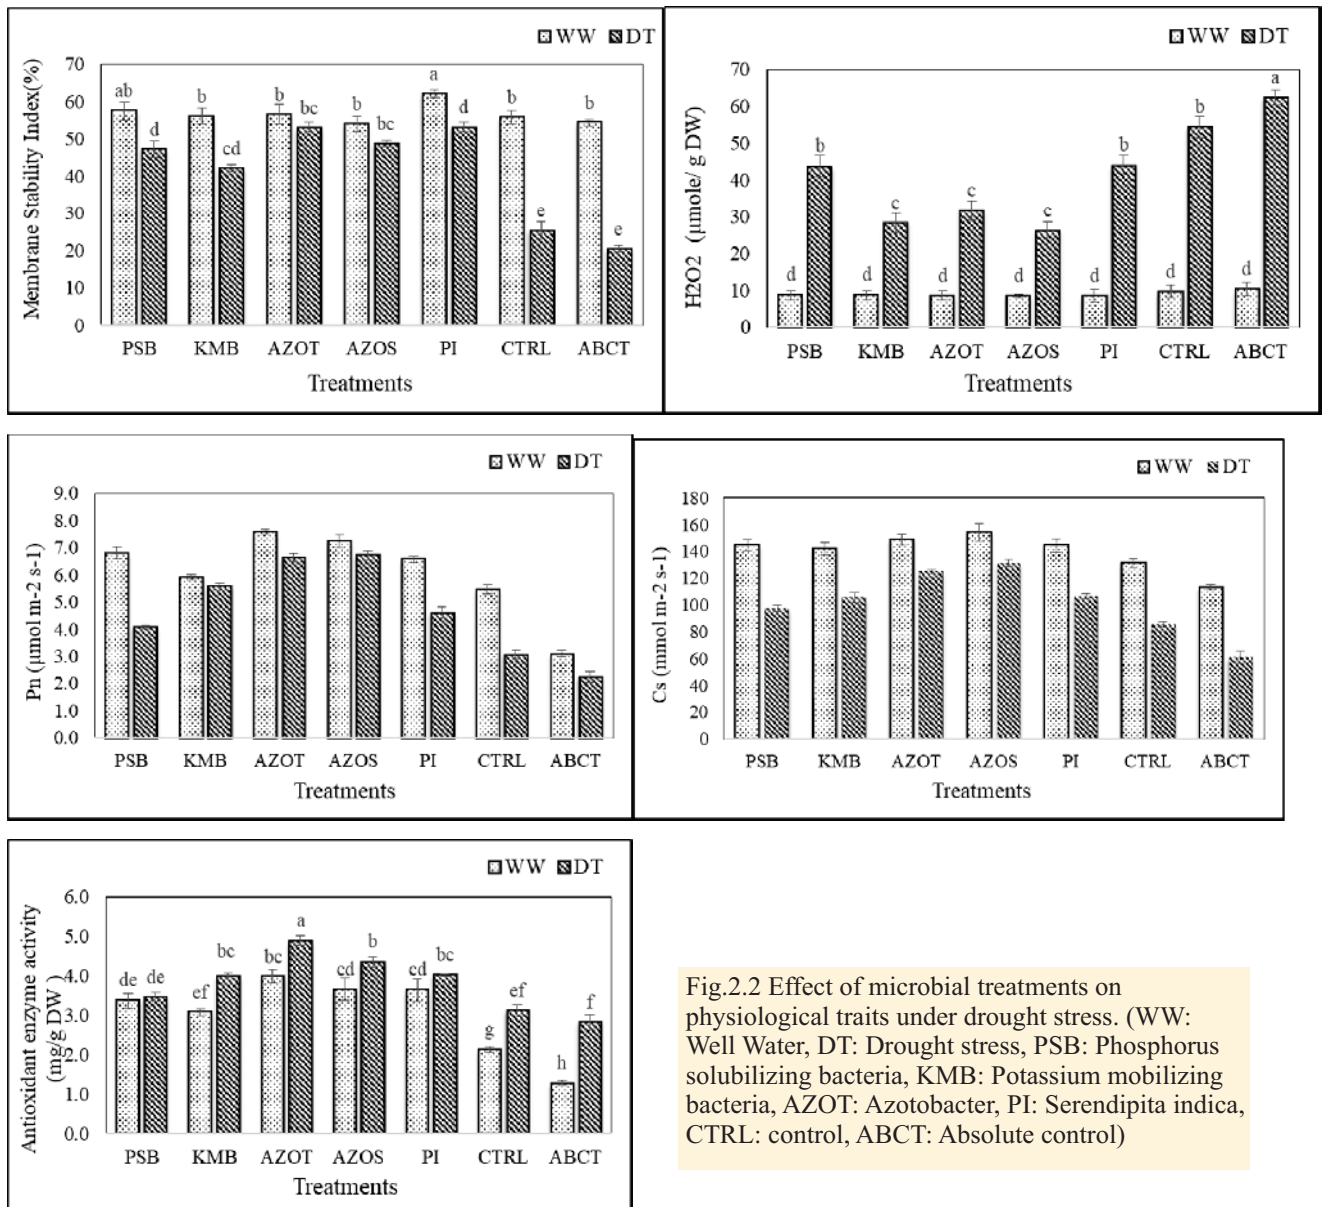 WW DT
Membrane Stability Index(%)
70
60
50
40
30
20
10
0
ab d b cd b bc b bc a d b e b e
PSB KMB AZOT AZOS PI CTRL ABCT
Treatments
WW DT
H2O2 (µmole/ g DW)
70
60
50
40
30
20
10
0
d b d c d c d c d b d b d a
PSB KMB AZOT AZOS PI CTRL ABCT
Treatments
WW DT
Pn (µmol m-2 s-1)
9.0
8.0
7.0
6.0
5.0
4.0
3.0
2.0
1.0
0.0
PSB KMB AZOT AZOS PI CTRL ABCT
Treatments
WW DT
Cs (mmol m-2 s-1)
180
160
140
120
100
80
60
40
20
0
PSB KMB AZOT AZOS PI CTRL ABCT
Treatments
WW DT
Antioxidant enzyme activity
(mg/g DW )
6.0
5.0
4.0
3.0
2.0
1.0
0.0
de de ef bc bc a cd b cd bc g ef h f
PSB KMB AZOT AZOS PI CTRL ABCT
Treatments
Fig.2.2 Effect of microbial treatments on
physiological traits under drought stress. (WW:
Well Water, DT: Drought stress, PSB: Phosphorus
solubilizing bacteria, KMB: Potassium mobilizing
bacteria, AZOT: Azotobacter, PI: Serendipita indica,
CTRL: control, ABCT: Absolute control)